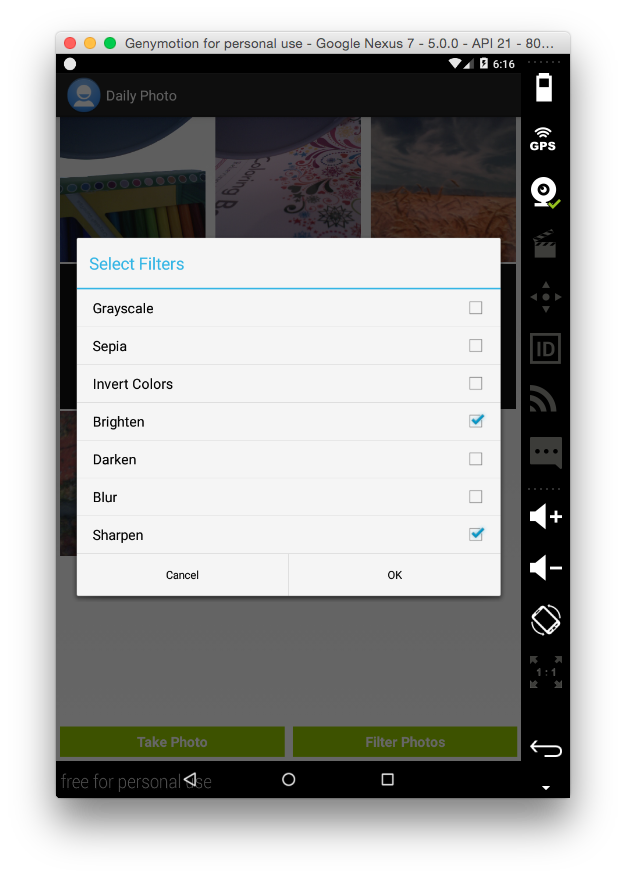 Genymotion for personal use - Google Nexus 7 - 5.0.0 - API 21 - 80...
6:16
Daily Photo
GPS
Coloring
Select Filters
Grayscale
Sepia
Invert Colors
Brighten
Darken
Blur
Sharpen
Cancel
OK
ID
1:1
Take Photo
Filter Photos
free for personal use